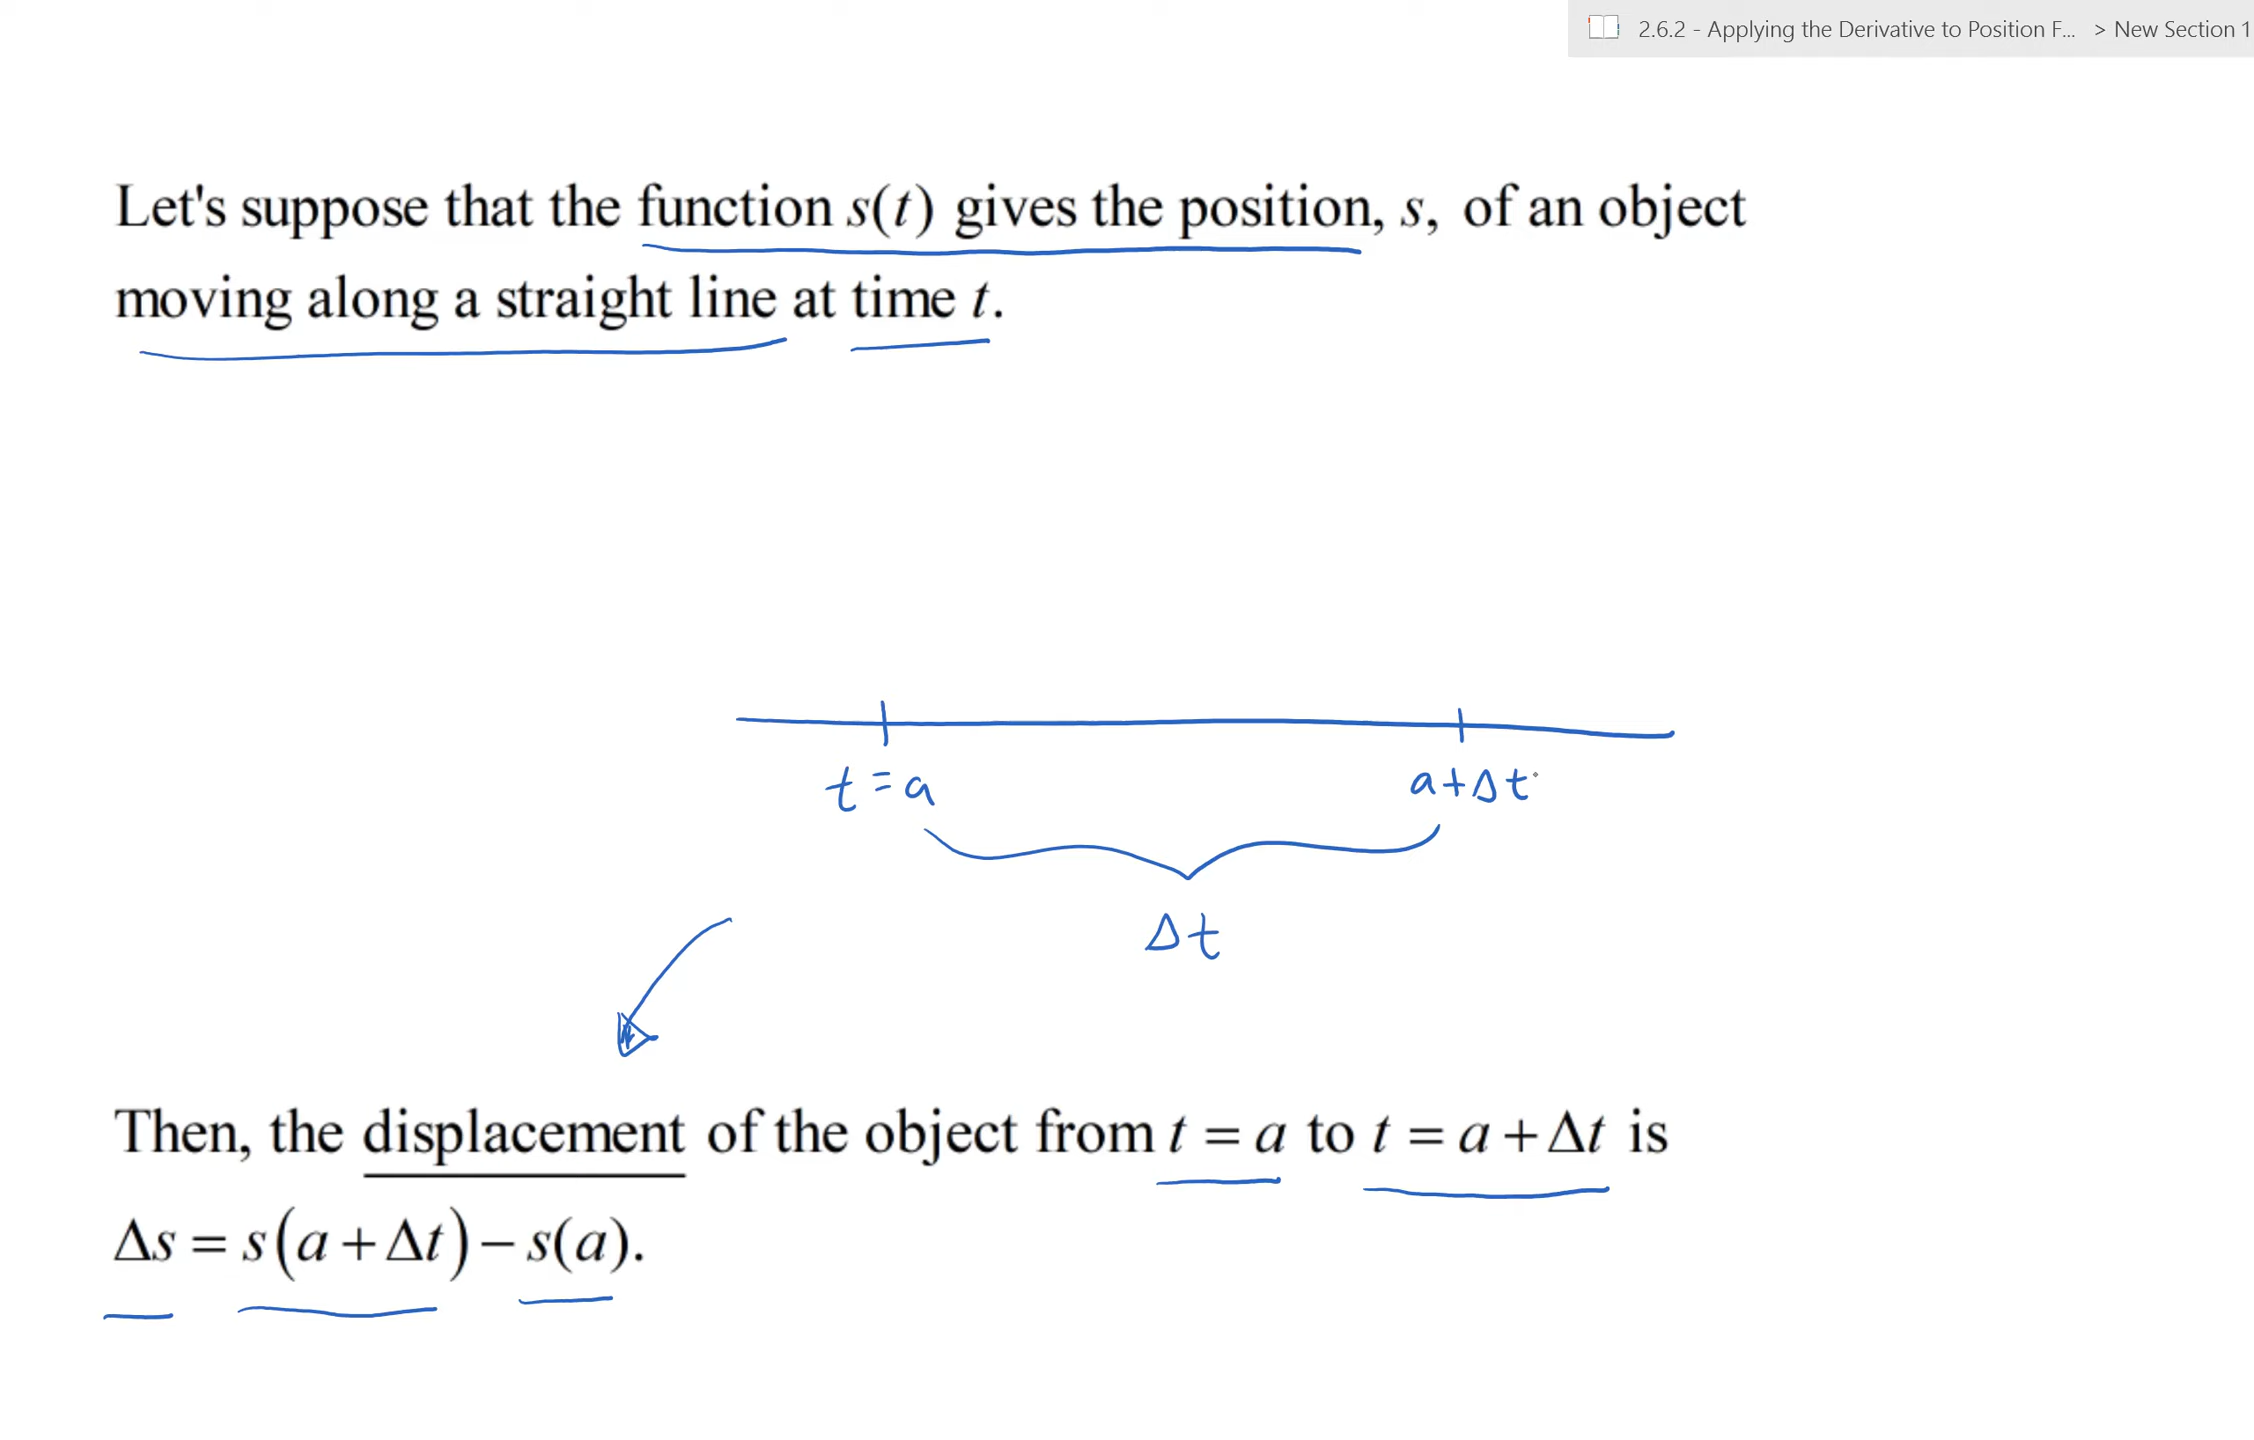 2.6.2 - Applying the Derivative to Position F... > New Section 1
Let's suppose that the function s(t) gives the position, s, of an object
moving along a straight line at time t.
t = a
a + Δt
Δt
Then, the displacement of the object from t = a to t = a + Δt is
Δs = s(a + Δt) − s(a).